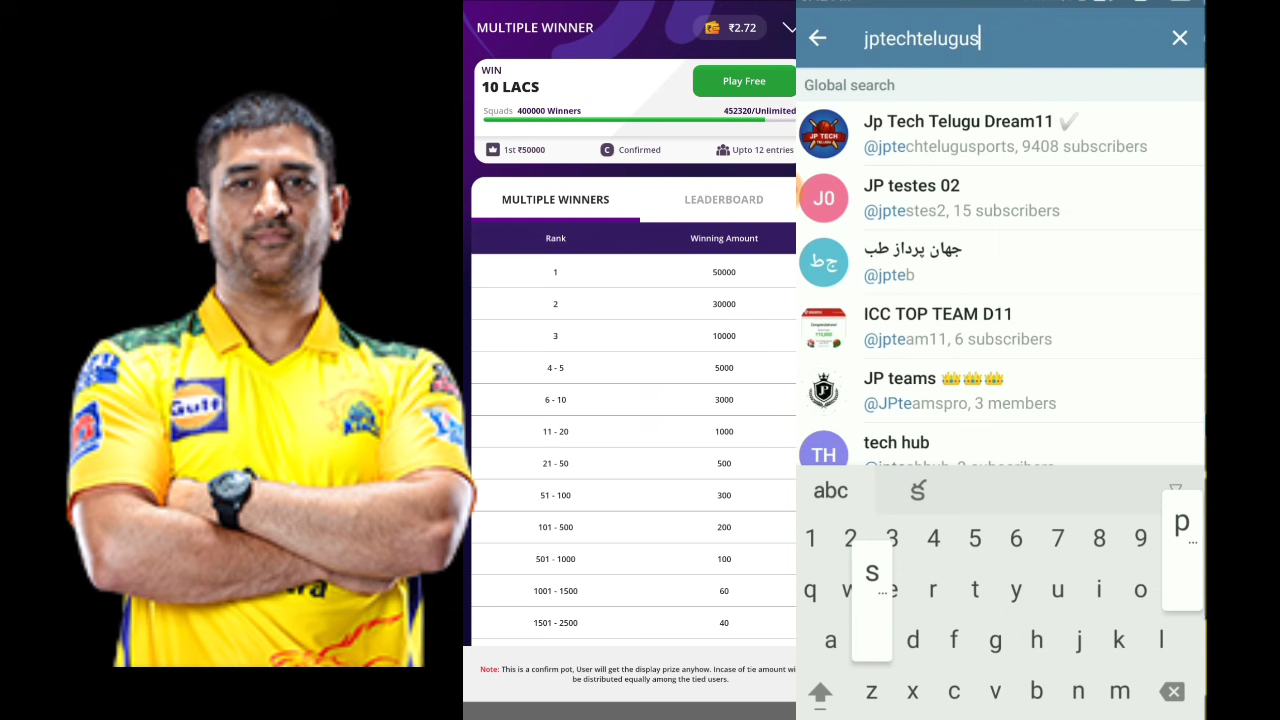 Gulf
MULTIPLE WINNER
₹2.72
WIN
10 LACS
Play Free
Squads 400000 Winners
452320/Unlimited
1st ₹50000
C Confirmed
Upto 12 entries
MULTIPLE WINNERS
LEADERBOARD
Rank Winning Amount
1 50000
2 30000
3 10000
4 - 5 5000
6 - 10 3000
11 - 20 1000
21 - 50 500
51 - 100 300
101 - 500 200
501 - 1000 100
1001 - 1500 60
1501 - 2500 40
Note: This is a confirm pot, User will get the display prize anyhow. Incase of tie amount wi
be distributed equally among the tied users.
jptechtelugus
Global search
JP TECH
TELUGU
Jp Tech Telugu Dream11
@jptechtelugusports, 9408 subscribers
J0
JP testes 02
@jptestes2, 15 subscribers
ج‌ط
جهان پرداز طب
@jpteb
ICC TOP TEAM D11
@jpteam11, 6 subscribers
JP teams 👑👑👑
@JPteamspro, 3 members
TH
tech hub
abc
క
1 2 3 4 5 6 7 8 9
p
...
s
...
q w e r t y u i o
a d f g h j k l
z x c v b n m